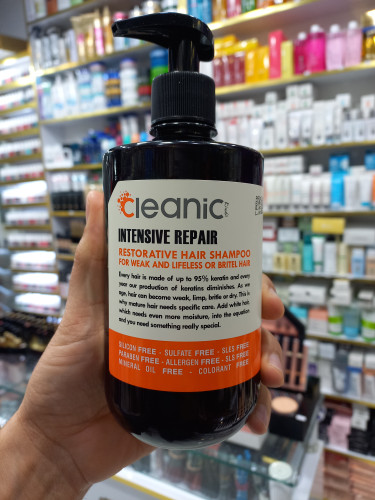 Cleanic
INTENSIVE REPAIR
RESTORATIVE HAIR SHAMPOO
FOR WEAK AND LIFELESS OR BRITEL HAIR
Every hair is made of up to 95% keratin and every
year our production of keratins diminishes. As we
age, hair can become weak, limp, britle or dry. This is
why mature hair needs specific care. Add white hair,
which needs even more moisture, into the equation
and you need something really special.
SILICON FREE - SULFATE FREE - SLES FREE
PARABEN FREE - ALLERGEN FREE - SLS FREE
MINERAL OIL FREE - COLORANT FREE